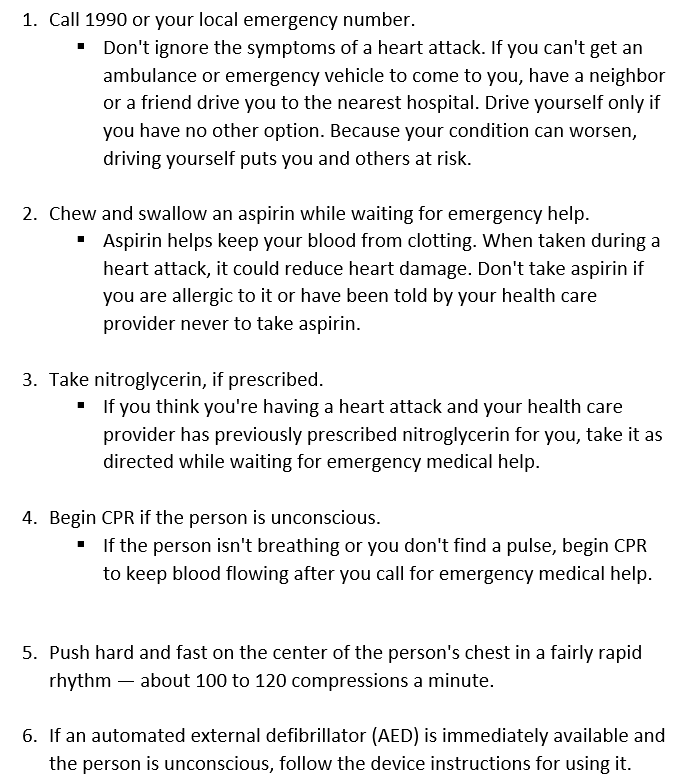 1. Call 1990 or your local emergency number.
▪ Don't ignore the symptoms of a heart attack. If you can't get an
ambulance or emergency vehicle to come to you, have a neighbor
or a friend drive you to the nearest hospital. Drive yourself only if
you have no other option. Because your condition can worsen,
driving yourself puts you and others at risk.
2. Chew and swallow an aspirin while waiting for emergency help.
▪ Aspirin helps keep your blood from clotting. When taken during a
heart attack, it could reduce heart damage. Don't take aspirin if
you are allergic to it or have been told by your health care
provider never to take aspirin.
3. Take nitroglycerin, if prescribed.
▪ If you think you're having a heart attack and your health care
provider has previously prescribed nitroglycerin for you, take it as
directed while waiting for emergency medical help.
4. Begin CPR if the person is unconscious.
▪ If the person isn't breathing or you don't find a pulse, begin CPR
to keep blood flowing after you call for emergency medical help.
5. Push hard and fast on the center of the person's chest in a fairly rapid
rhythm — about 100 to 120 compressions a minute.
6. If an automated external defibrillator (AED) is immediately available and
the person is unconscious, follow the device instructions for using it.